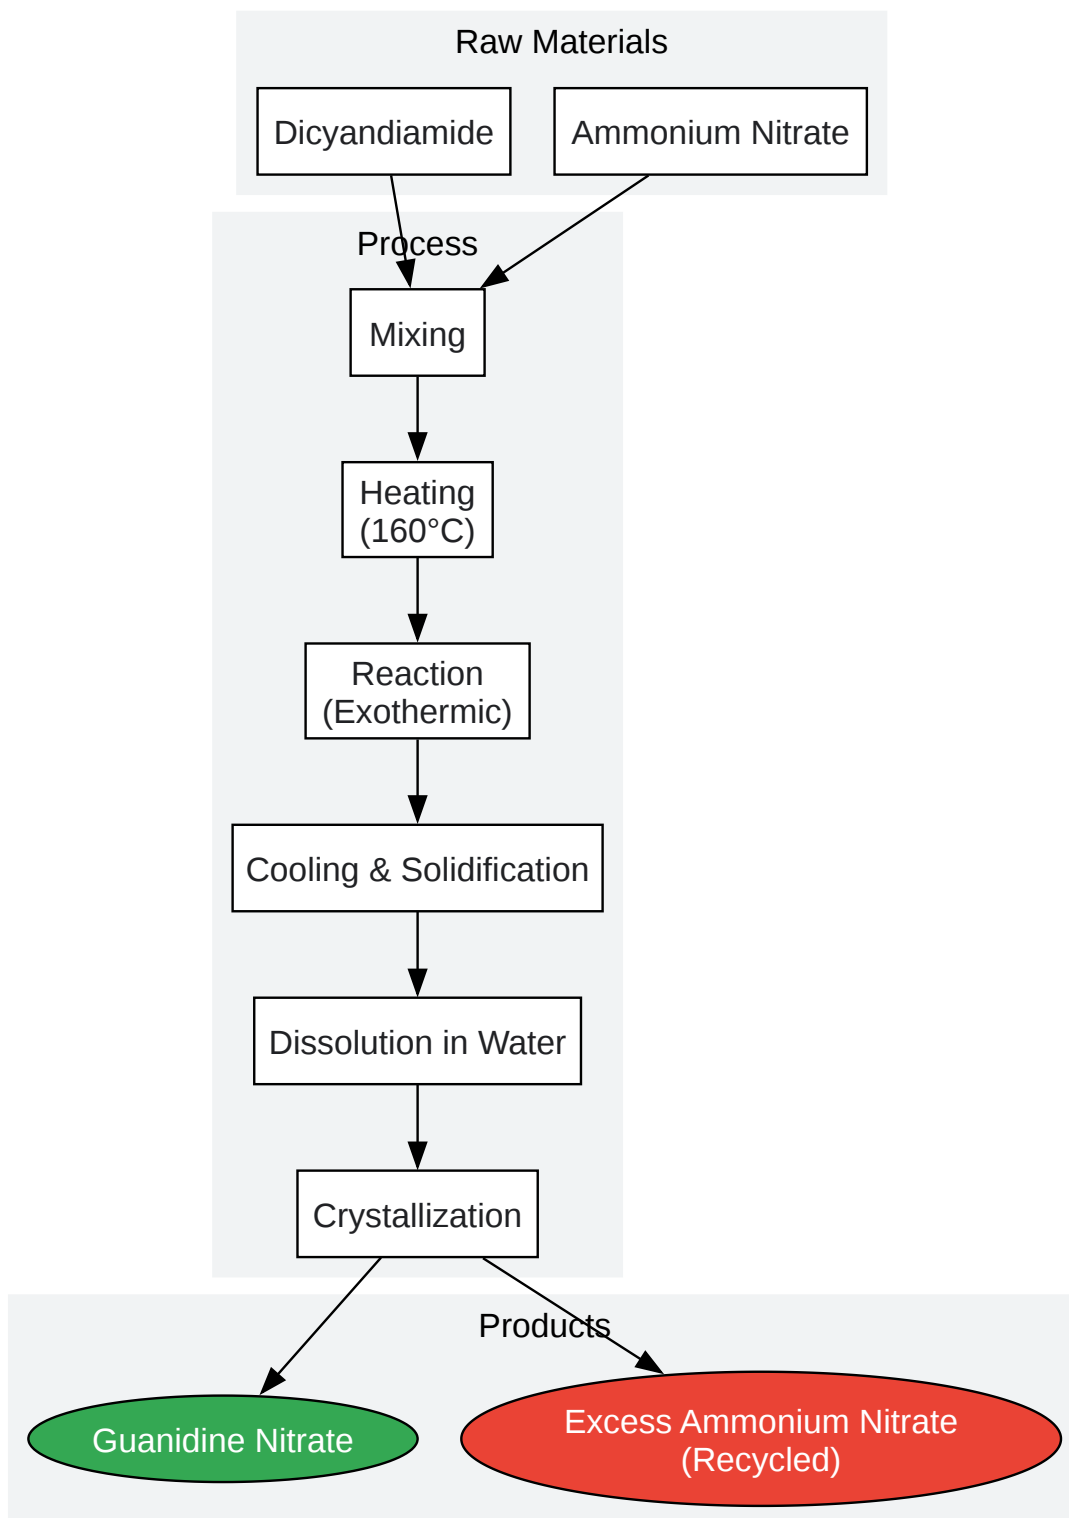 Raw Materials
Dicyandiamide
Ammonium Nitrate
Process
Mixing
Heating
(160°C)
Reaction
(Exothermic)
Cooling & Solidification
Dissolution in Water
Crystallization
Products
Guanidine Nitrate
Excess Ammonium Nitrate
(Recycled)